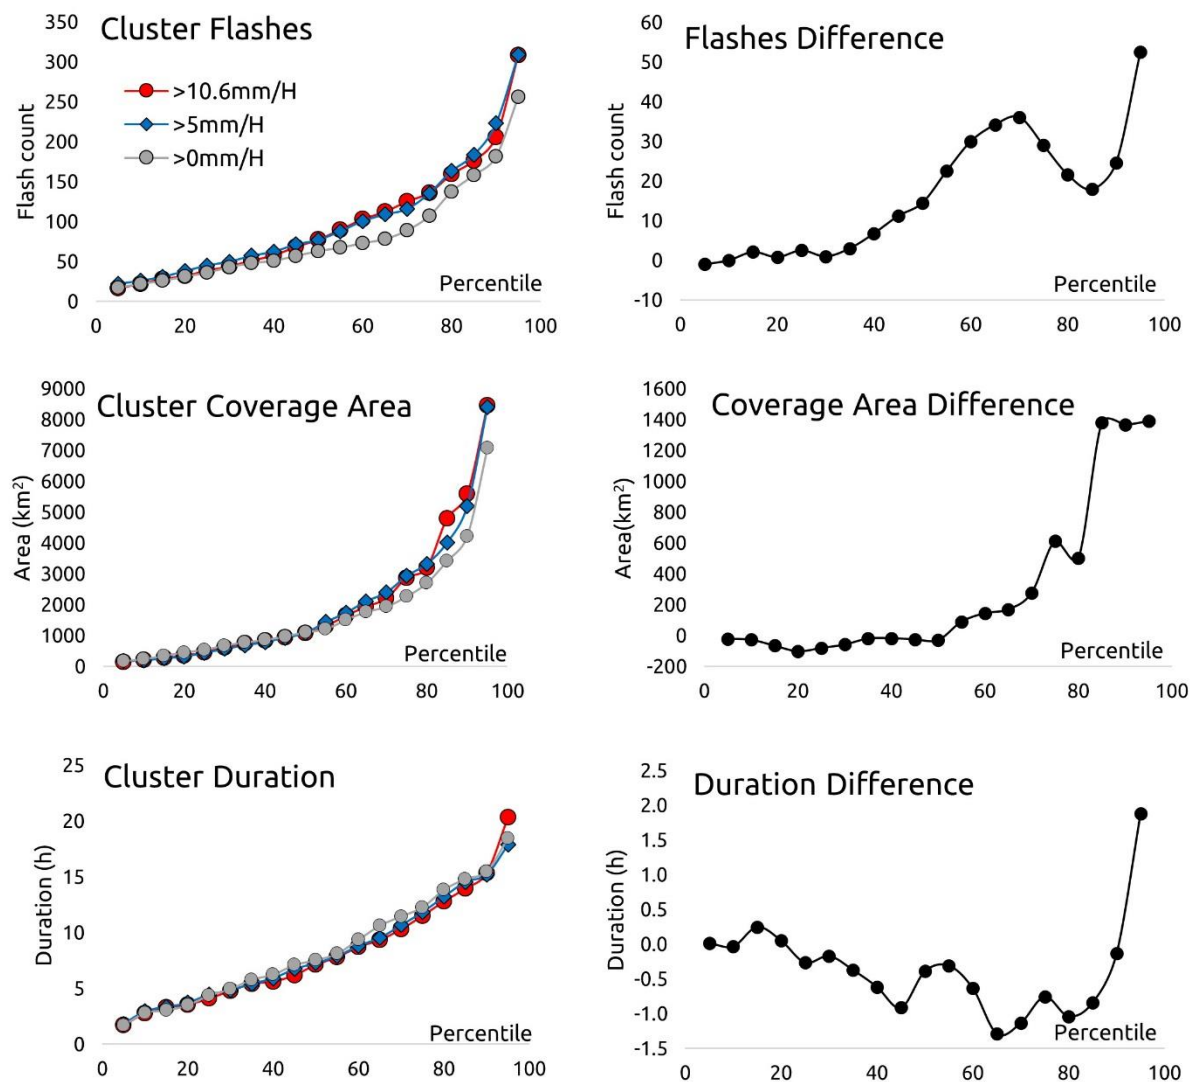 Cluster Flashes
350
300
250
200
150
100
50
0
Flash count
>10.6mm/H
>5mm/H
>0mm/H
Percentile
0 20 40 60 80 100
Flashes Difference
60
50
40
30
20
10
0
-10
Flash count
Percentile
0 20 40 60 80 100
Cluster Coverage Area
9000
8000
7000
6000
5000
4000
3000
2000
1000
0
Area (km²)
Percentile
0 20 40 60 80 100
Coverage Area Difference
1600
1400
1200
1000
800
600
400
200
0
-200
Area(km²)
Percentile
0 20 40 60 80 100
Cluster Duration
25
20
15
10
5
0
Duration (h)
Percentile
0 20 40 60 80 100
Duration Difference
2.5
2.0
1.5
1.0
0.5
0.0
-0.5
-1.0
-1.5
Duration (h)
Percentile
0 20 40 60 80 100